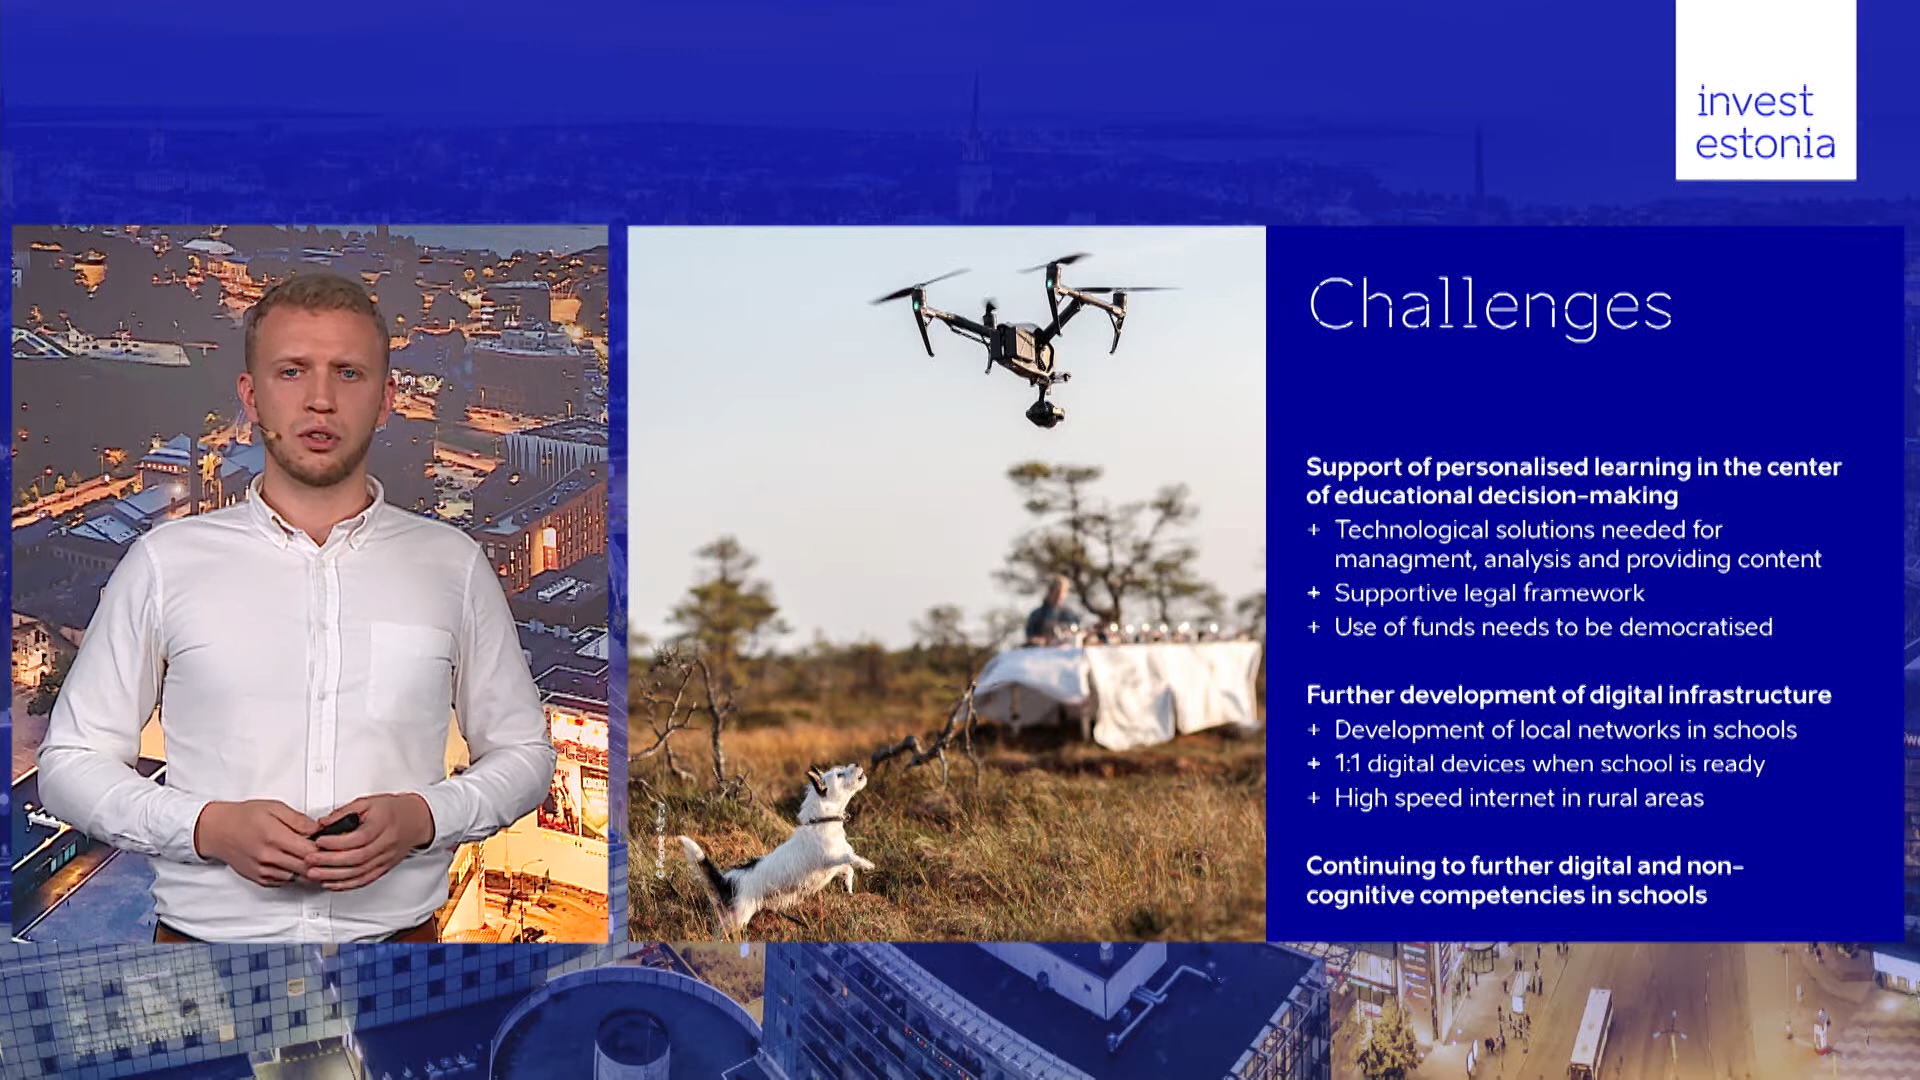 invest
estonia
Challenges
Support of personalised learning in the center
of educational decision-making
+ Technological solutions needed for
managment, analysis and providing content
+ Supportive legal framework
+ Use of funds needs to be democratised
Further development of digital infrastructure
+ Development of local networks in schools
+ 1:1 digital devices when school is ready
+ High speed internet in rural areas
Continuing to further digital and non-
cognitive competencies in schools